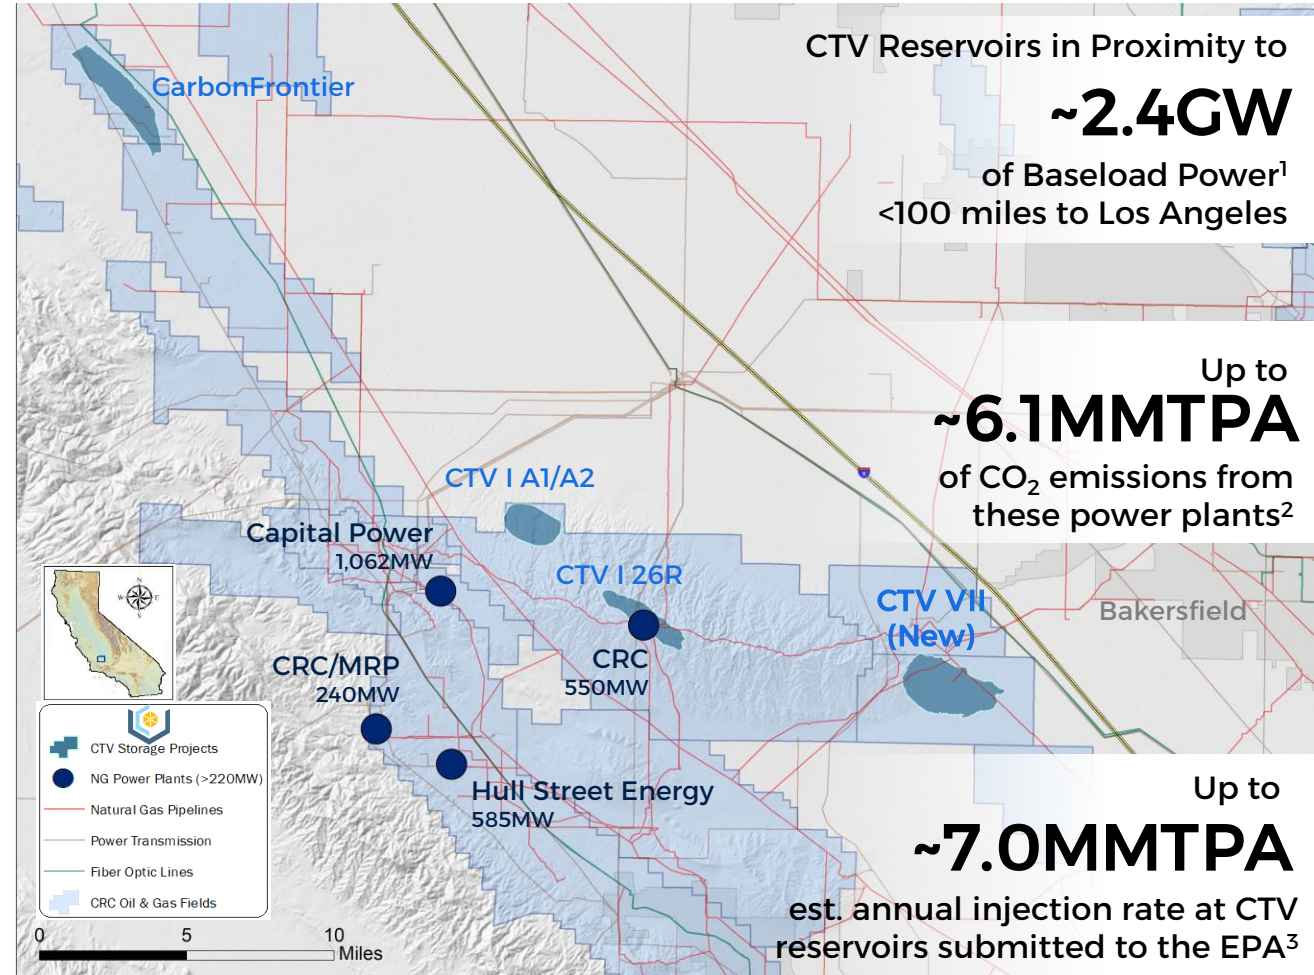 CTV Reservoirs in Proximity to
~2.4GW
of Baseload Power¹
<100 miles to Los Angeles
Up to
~6.1MMTPA
of CO₂ emissions from
these power plants²
Up to
~7.0MMTPA
est. annual injection rate at CTV
reservoirs submitted to the EPA³
CarbonFrontier
CTV I A1/A2
Capital Power
1,062MW
CTV I 26R
CTV VII
(New)
Bakersfield
CRC/MRP
240MW
CRC
550MW
Hull Street Energy
585MW
N
W
E
S
CTV Storage Projects
NG Power Plants (>220MW)
Natural Gas Pipelines
Power Transmission
Fiber Optic Lines
CRC Oil & Gas Fields
0 5 10
Miles